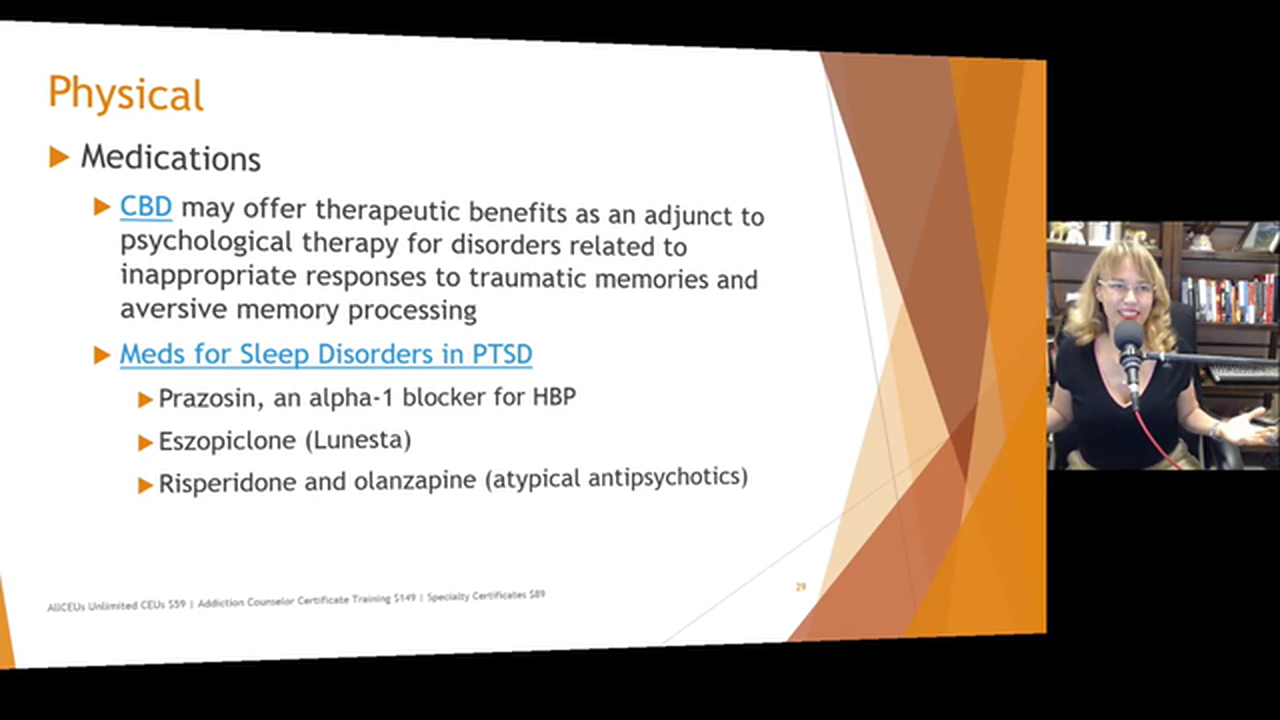 Physical
Medications
CBD may offer therapeutic benefits as an adjunct to
psychological therapy for disorders related to
inappropriate responses to traumatic memories and
aversive memory processing
Meds for Sleep Disorders in PTSD
Prazosin, an alpha-1 blocker for HBP
Eszopiclone (Lunesta)
Risperidone and olanzapine (atypical antipsychotics)
AllCEUs Unlimited CEUs $59 | Addiction Counselor Certificate Training $149 | Specialty Certificates $89
29